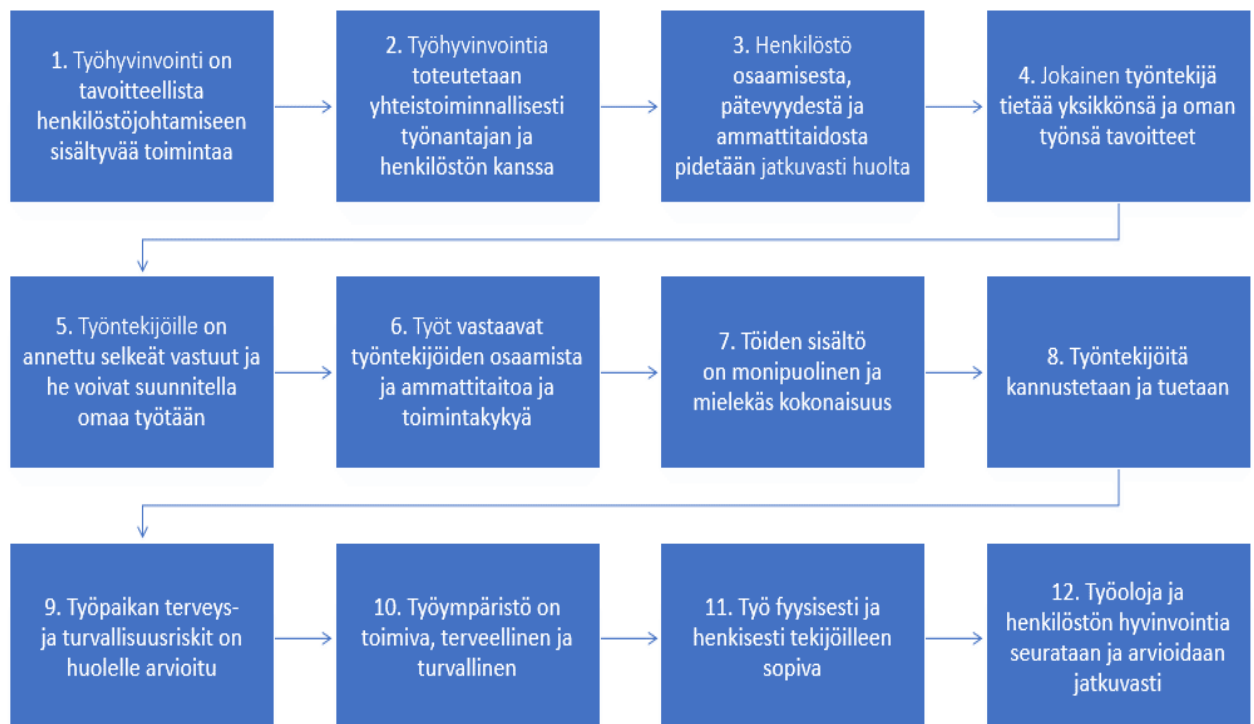 1. Työhyvinvointi on
tavoitteellista
henkilöstöjohtamiseen
sisältyvää toimintaa
2. Työhyvinvointia
toteutetaan
yhteistoiminnallisesti
työnantajan ja
henkilöstön kanssa
3. Henkilöstö
osaamisesta,
pätevyydestä ja
ammattitaidosta
pidetään jatkuvasti huolta
4. Jokainen työntekijä
tietää yksikkönsä ja oman
työnsä tavoitteet
5. Työntekijöille on
annettu selkeät vastuut ja
he voivat suunnitella
omaa työtään
6. Työt vastaavat
työntekijöiden osaamista
ja ammattitaitoa ja
toimintakykyä
7. Töiden sisältö
on monipuolinen ja
mielekäs kokonaisuus
8. Työntekijöitä
kannustetaan ja tuetaan
9. Työpaikan terveys-
ja turvallisuusriskit on
huolelle arvioitu
10. Työympäristö on
toimiva, terveellinen ja
turvallinen
11. Työ fyysisesti ja
henkisesti tekijöilleen
sopiva
12. Työoloja ja
henkilöstön hyvinvointia
seurataan ja arvioidaan
jatkuvasti